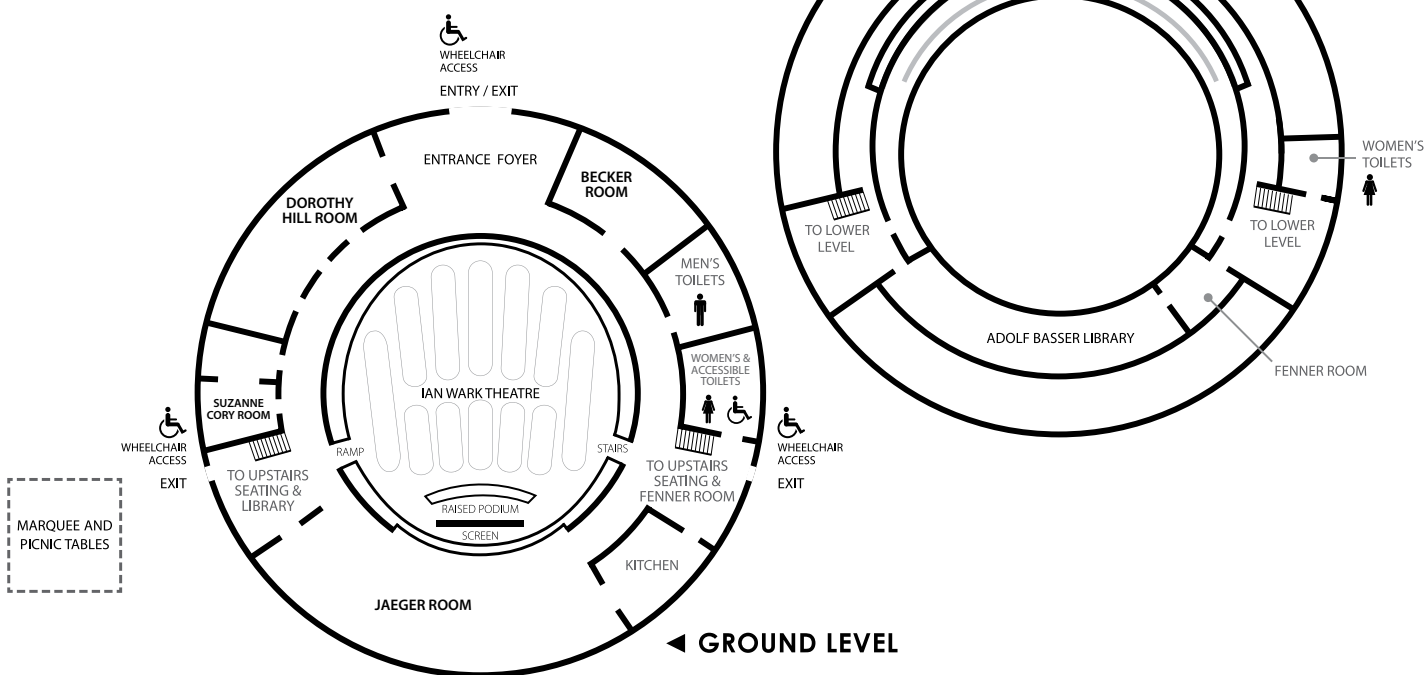 WHEELCHAIR
ACCESS
ENTRY / EXIT
ENTRANCE FOYER
BECKER
ROOM
DOROTHY
HILL ROOM
MEN'S
TOILETS
WOMEN'S &
ACCESSIBLE
TOILETS
IAN WARK THEATRE
SUZANNE
CORY ROOM
WHEELCHAIR
ACCESS
EXIT
RAMP
STAIRS
WHEELCHAIR
ACCESS
EXIT
TO UPSTAIRS
SEATING &
LIBRARY
TO UPSTAIRS
SEATING &
FENNER ROOM
RAISED PODIUM
SCREEN
MARQUEE AND
PICNIC TABLES
KITCHEN
JAEGER ROOM
GROUND LEVEL
WOMEN'S
TOILETS
TO LOWER
LEVEL
TO LOWER
LEVEL
ADOLF BASSER LIBRARY
FENNER ROOM